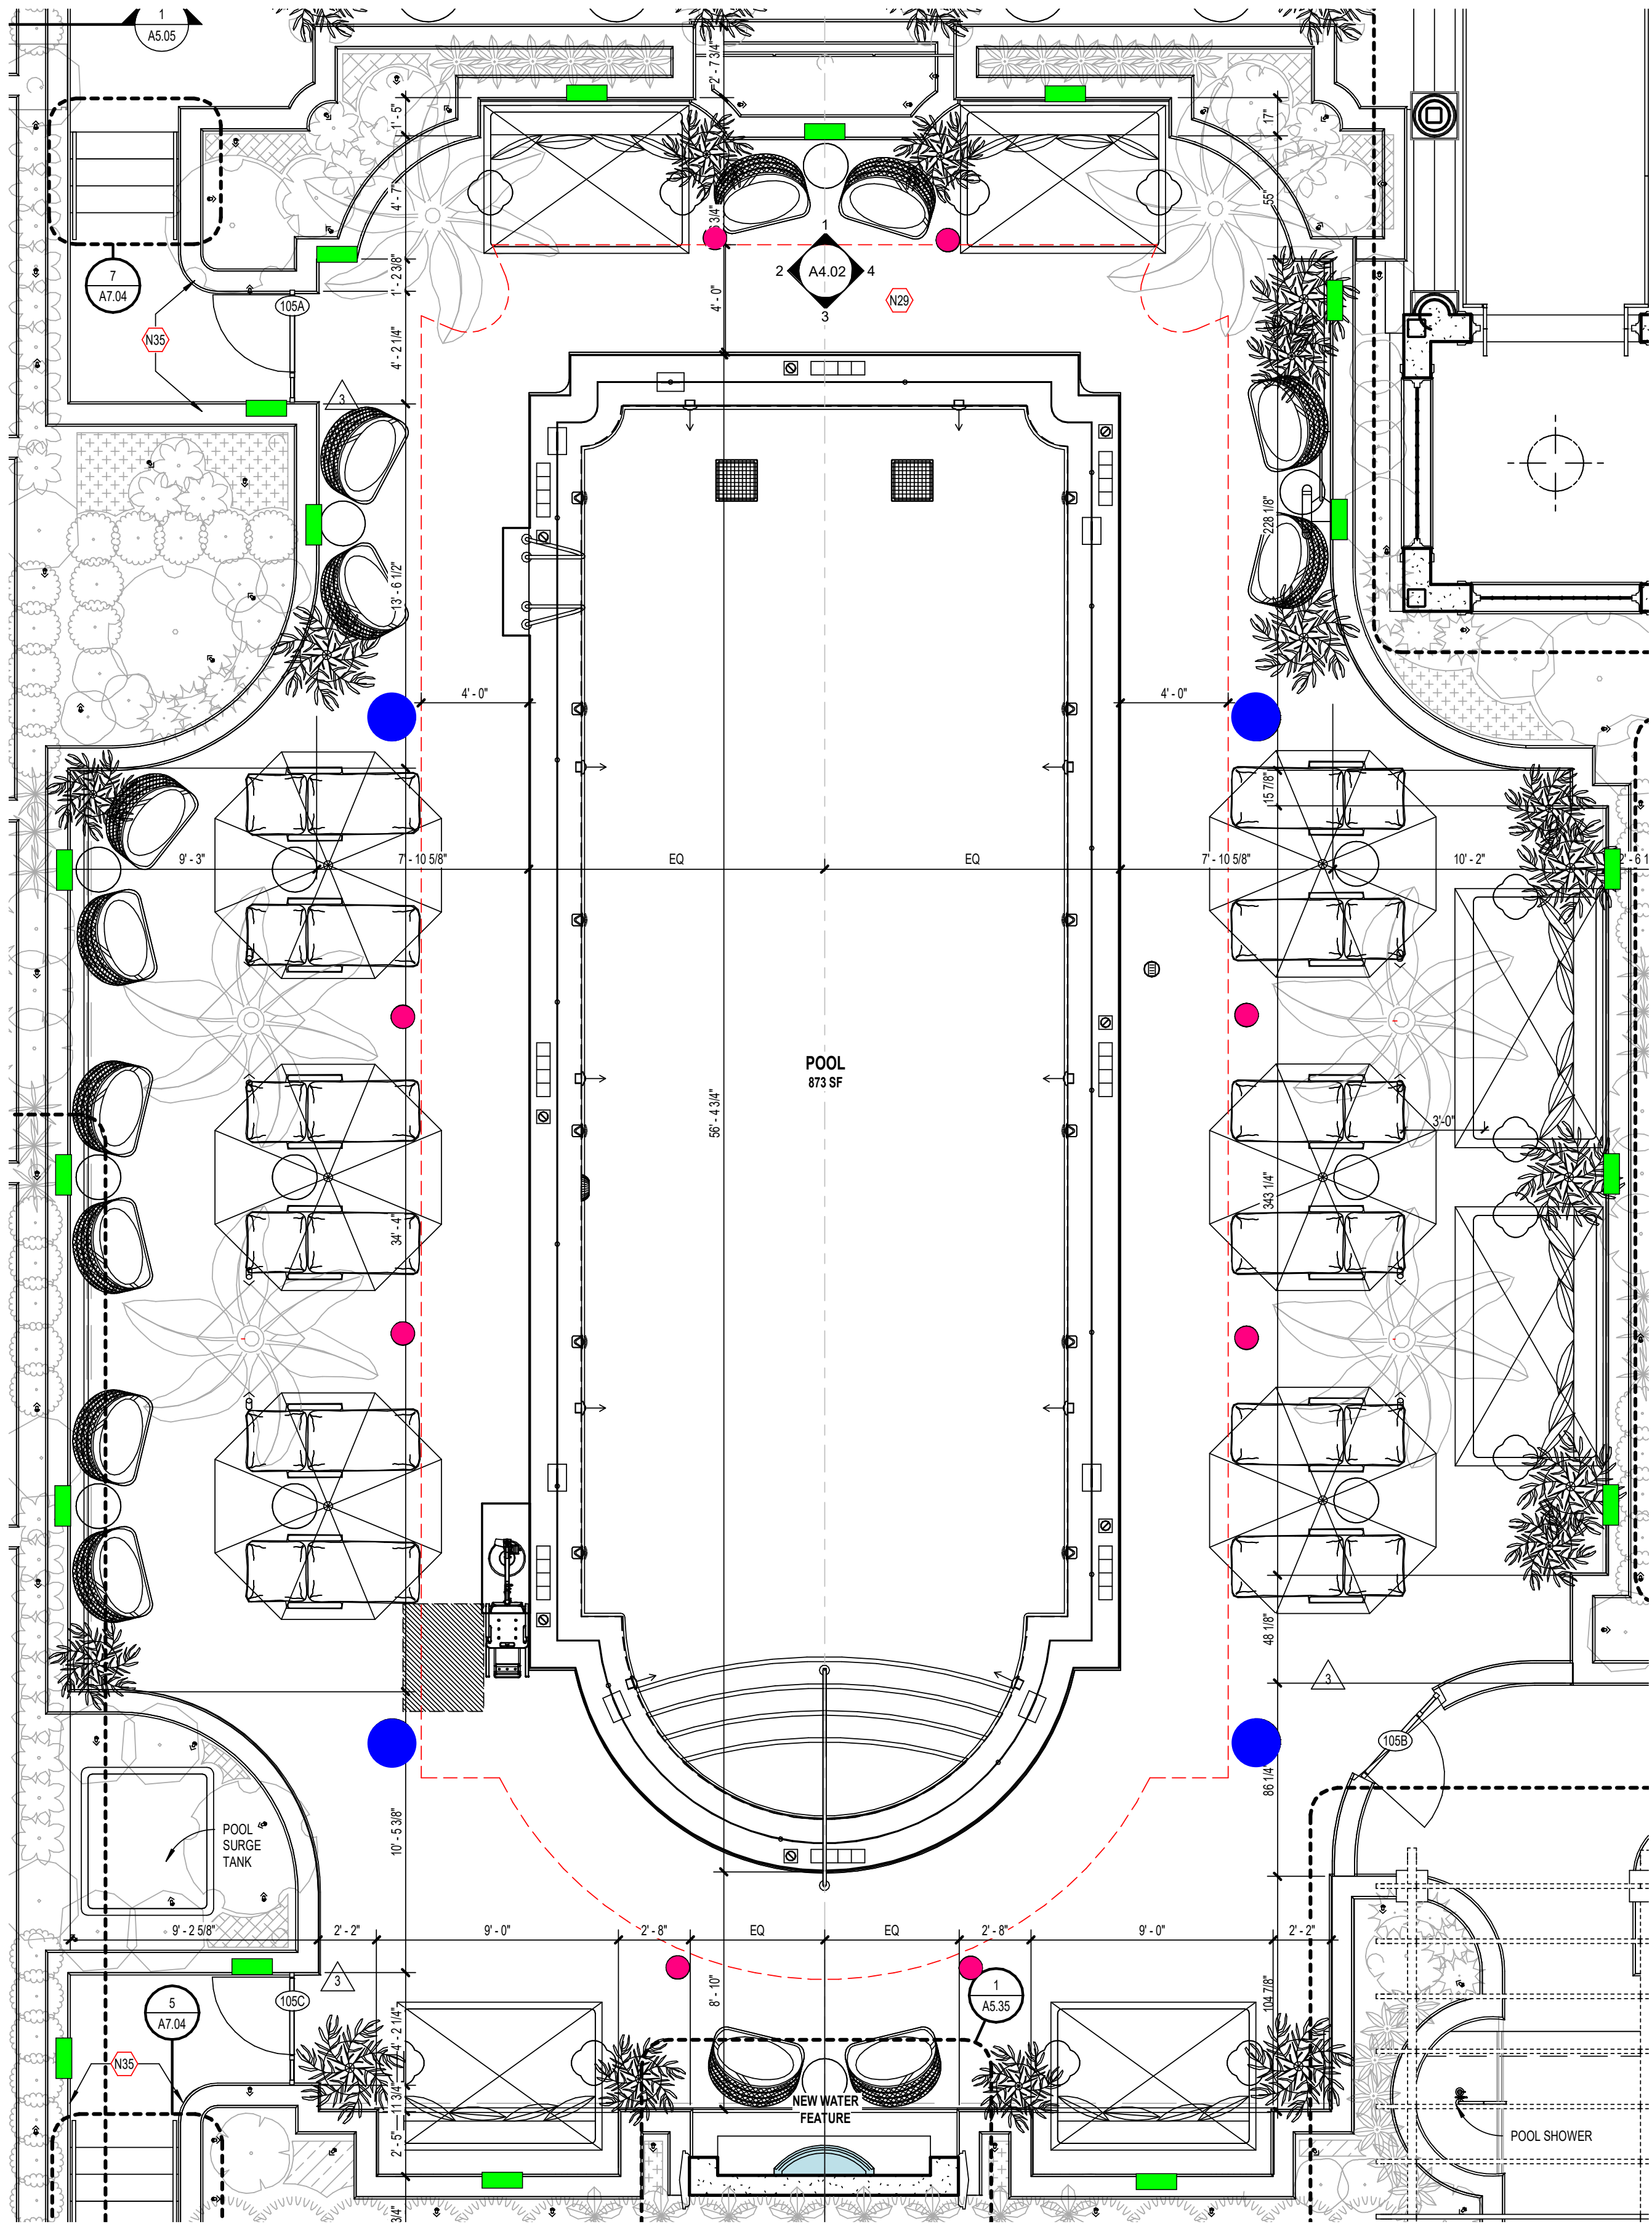 1
A5.05
2' - 7 3/4"
1' - 5"
17"
4' - 7"
55"
1
2
A4.02
4
3
N29
7
A7.04
1' - 2 3/8"
105A
4' - 0"
N35
4' - 2 1/4"
3
228 1/8"
13' - 6 1/2"
4' - 0"
4' - 0"
15 7/8"
9' - 3"
7' - 10 5/8"
EQ
EQ
7' - 10 5/8"
10' - 2"
2' - 6 1
POOL
873 SF
56' - 4 3/4"
3'-0"
343 1/4"
34' - 4"
48 1/8"
3
105B
86 1/4
POOL
SURGE
TANK
10' - 5 3/8"
9' - 2 5/8"
2' - 2"
9' - 0"
2' - 8"
EQ
EQ
2' - 8"
9' - 0"
2' - 2"
3
105C
8' - 10"
1
A5.35
104 7/8"
5
A7.04
4' - 2 1/4"
N35
11 3/4"
NEW WATER
FEATURE
2' - 5"
POOL SHOWER
3/4"